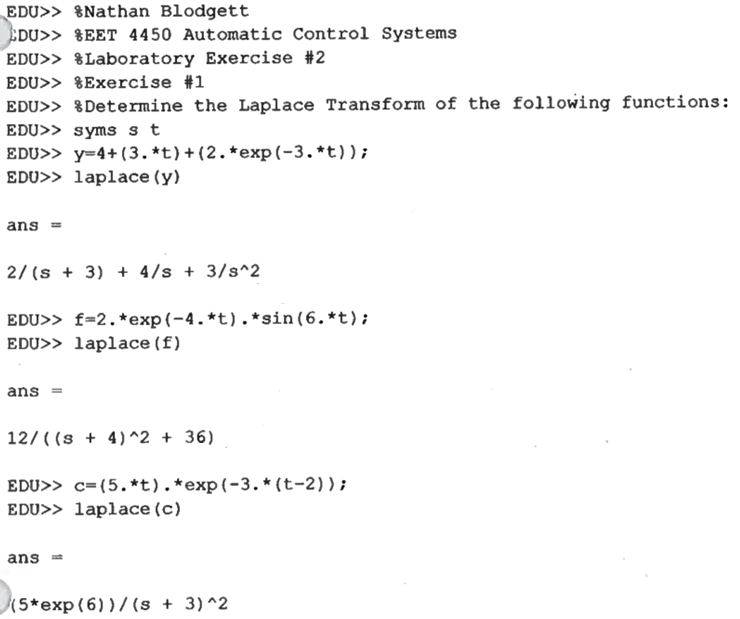 EDU>> %Nathan Blodgett
EDU>> %EET 4450 Automatic Control Systems
EDU>> %Laboratory Exercise #2
EDU>> %Exercise #1
EDU>> %Determine the Laplace Transform of the following functions:
EDU>> syms s t
EDU>> y=4+(3.*t)+(2.*exp(-3.*t));
EDU>> laplace(y)
ans =
2/(s + 3) + 4/s + 3/s^2
EDU>> f=2.*exp(-4.*t).*sin(6.*t);
EDU>> laplace(f)
ans =
12/((s + 4)^2 + 36)
EDU>> c=(5.*t).*exp(-3.*(t-2));
EDU>> laplace(c)
ans =
(5*exp(6))/(s + 3)^2